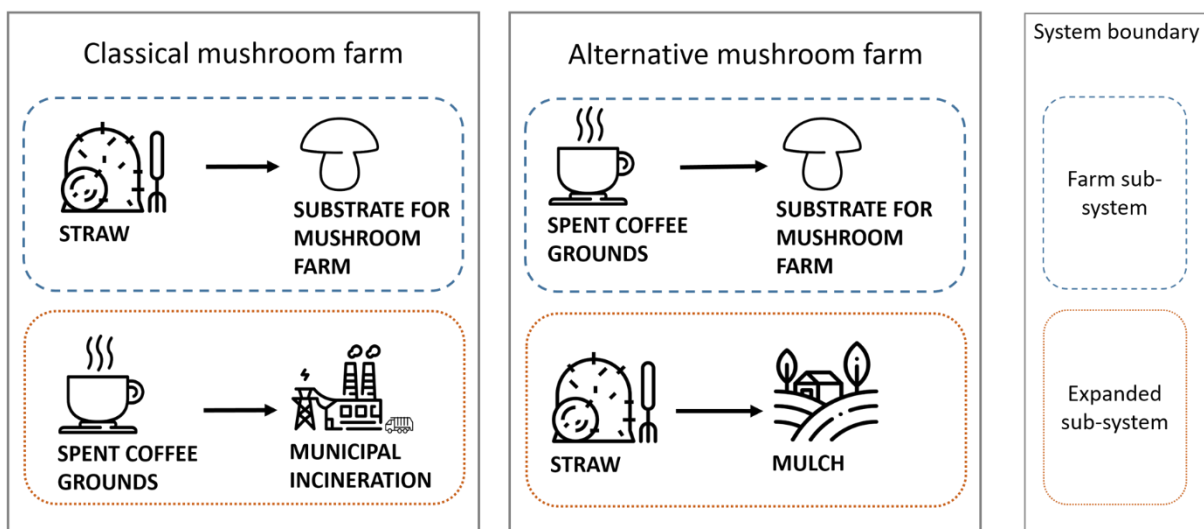 Classical mushroom farm
STRAW
SUBSTRATE FOR
MUSHROOM
FARM
SPENT COFFEE
GROUNDS
MUNICIPAL
INCINERATION
Alternative mushroom farm
SPENT COFFEE
GROUNDS
SUBSTRATE FOR
MUSHROOM
FARM
STRAW
MULCH
System boundary
Farm sub-
system
Expanded
sub-system